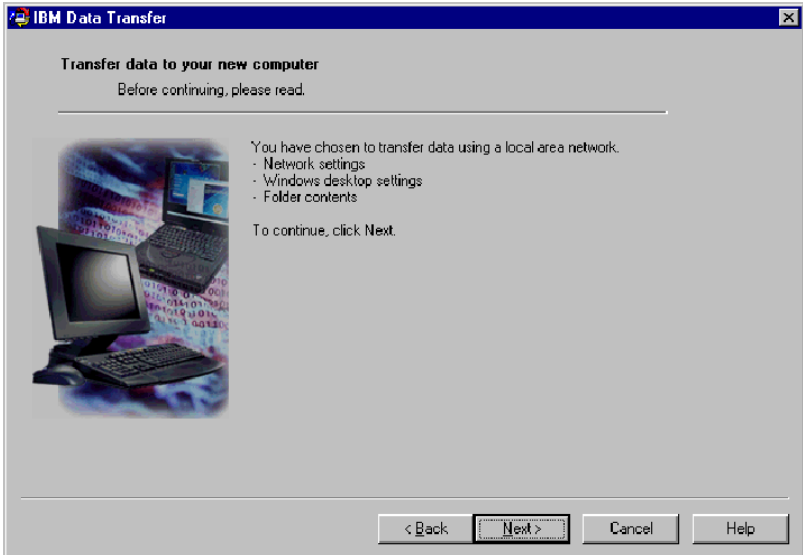 IBM Data Transfer
Transfer data to your new computer
Before continuing, please read.
You have chosen to transfer data using a local area network.
- Network settings
- Windows desktop settings
- Folder contents
To continue, click Next.
< Back Next > Cancel Help